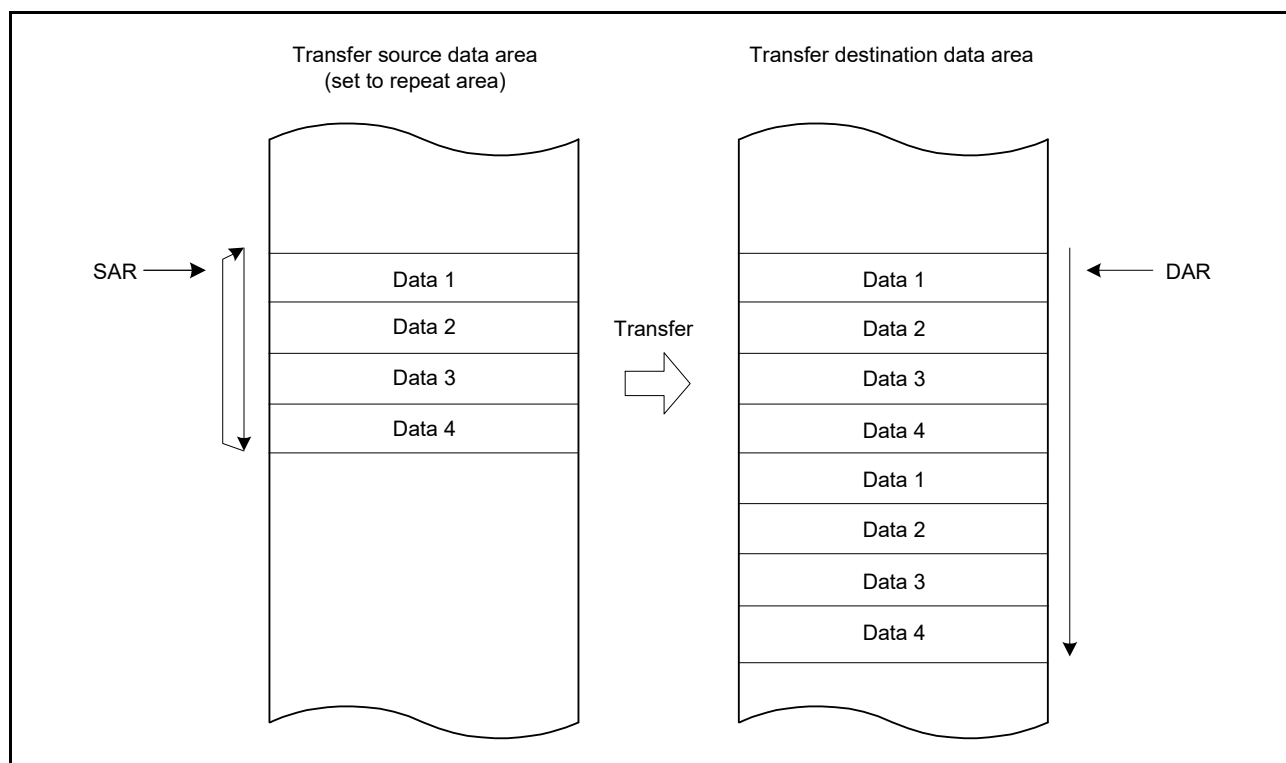 Transfer source data area
(set to repeat area)
Transfer destination data area
SAR
Data 1
Data 2
Data 3
Data 4
Transfer
Data 1
Data 2
Data 3
Data 4
Data 1
Data 2
Data 3
Data 4
DAR